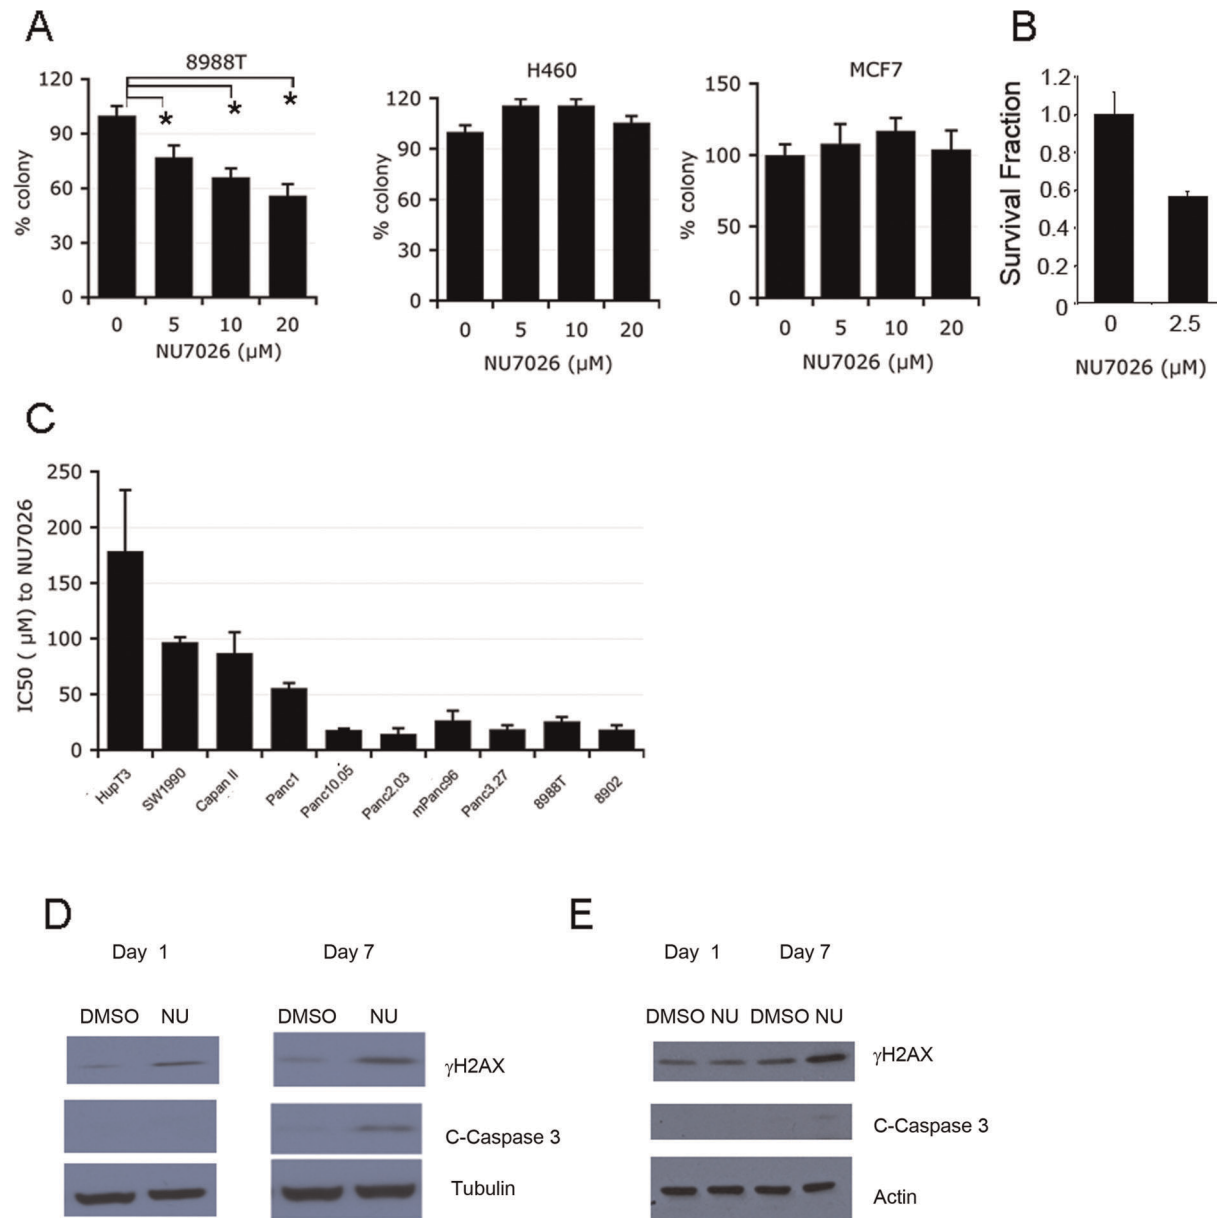 A
8988T
% colony
120
90
60
30
0
0 5 10 20
NU7026 (µM)
H460
% colony
120
90
60
30
0
0 5 10 20
NU7026 (µM)
MCF7
% colony
150
100
50
0
0 5 10 20
NU7026 (µM)
B
Survival Fraction
1.2
1.0
0.8
0.6
0.4
0.2
0
0 2.5
NU7026 (µM)
C
IC50 ( µM) to NU7026
250
200
150
100
50
0
HupT3 SW1990 Capan II Panc1 Panc10.05 Panc2.03 mPanc96 Panc3.27 8988T 8902
D
Day 1 Day 7
DMSO NU DMSO NU
γH2AX
C-Caspase 3
Tubulin
E
Day 1 Day 7
DMSO NU DMSO NU
γH2AX
C-Caspase 3
Actin